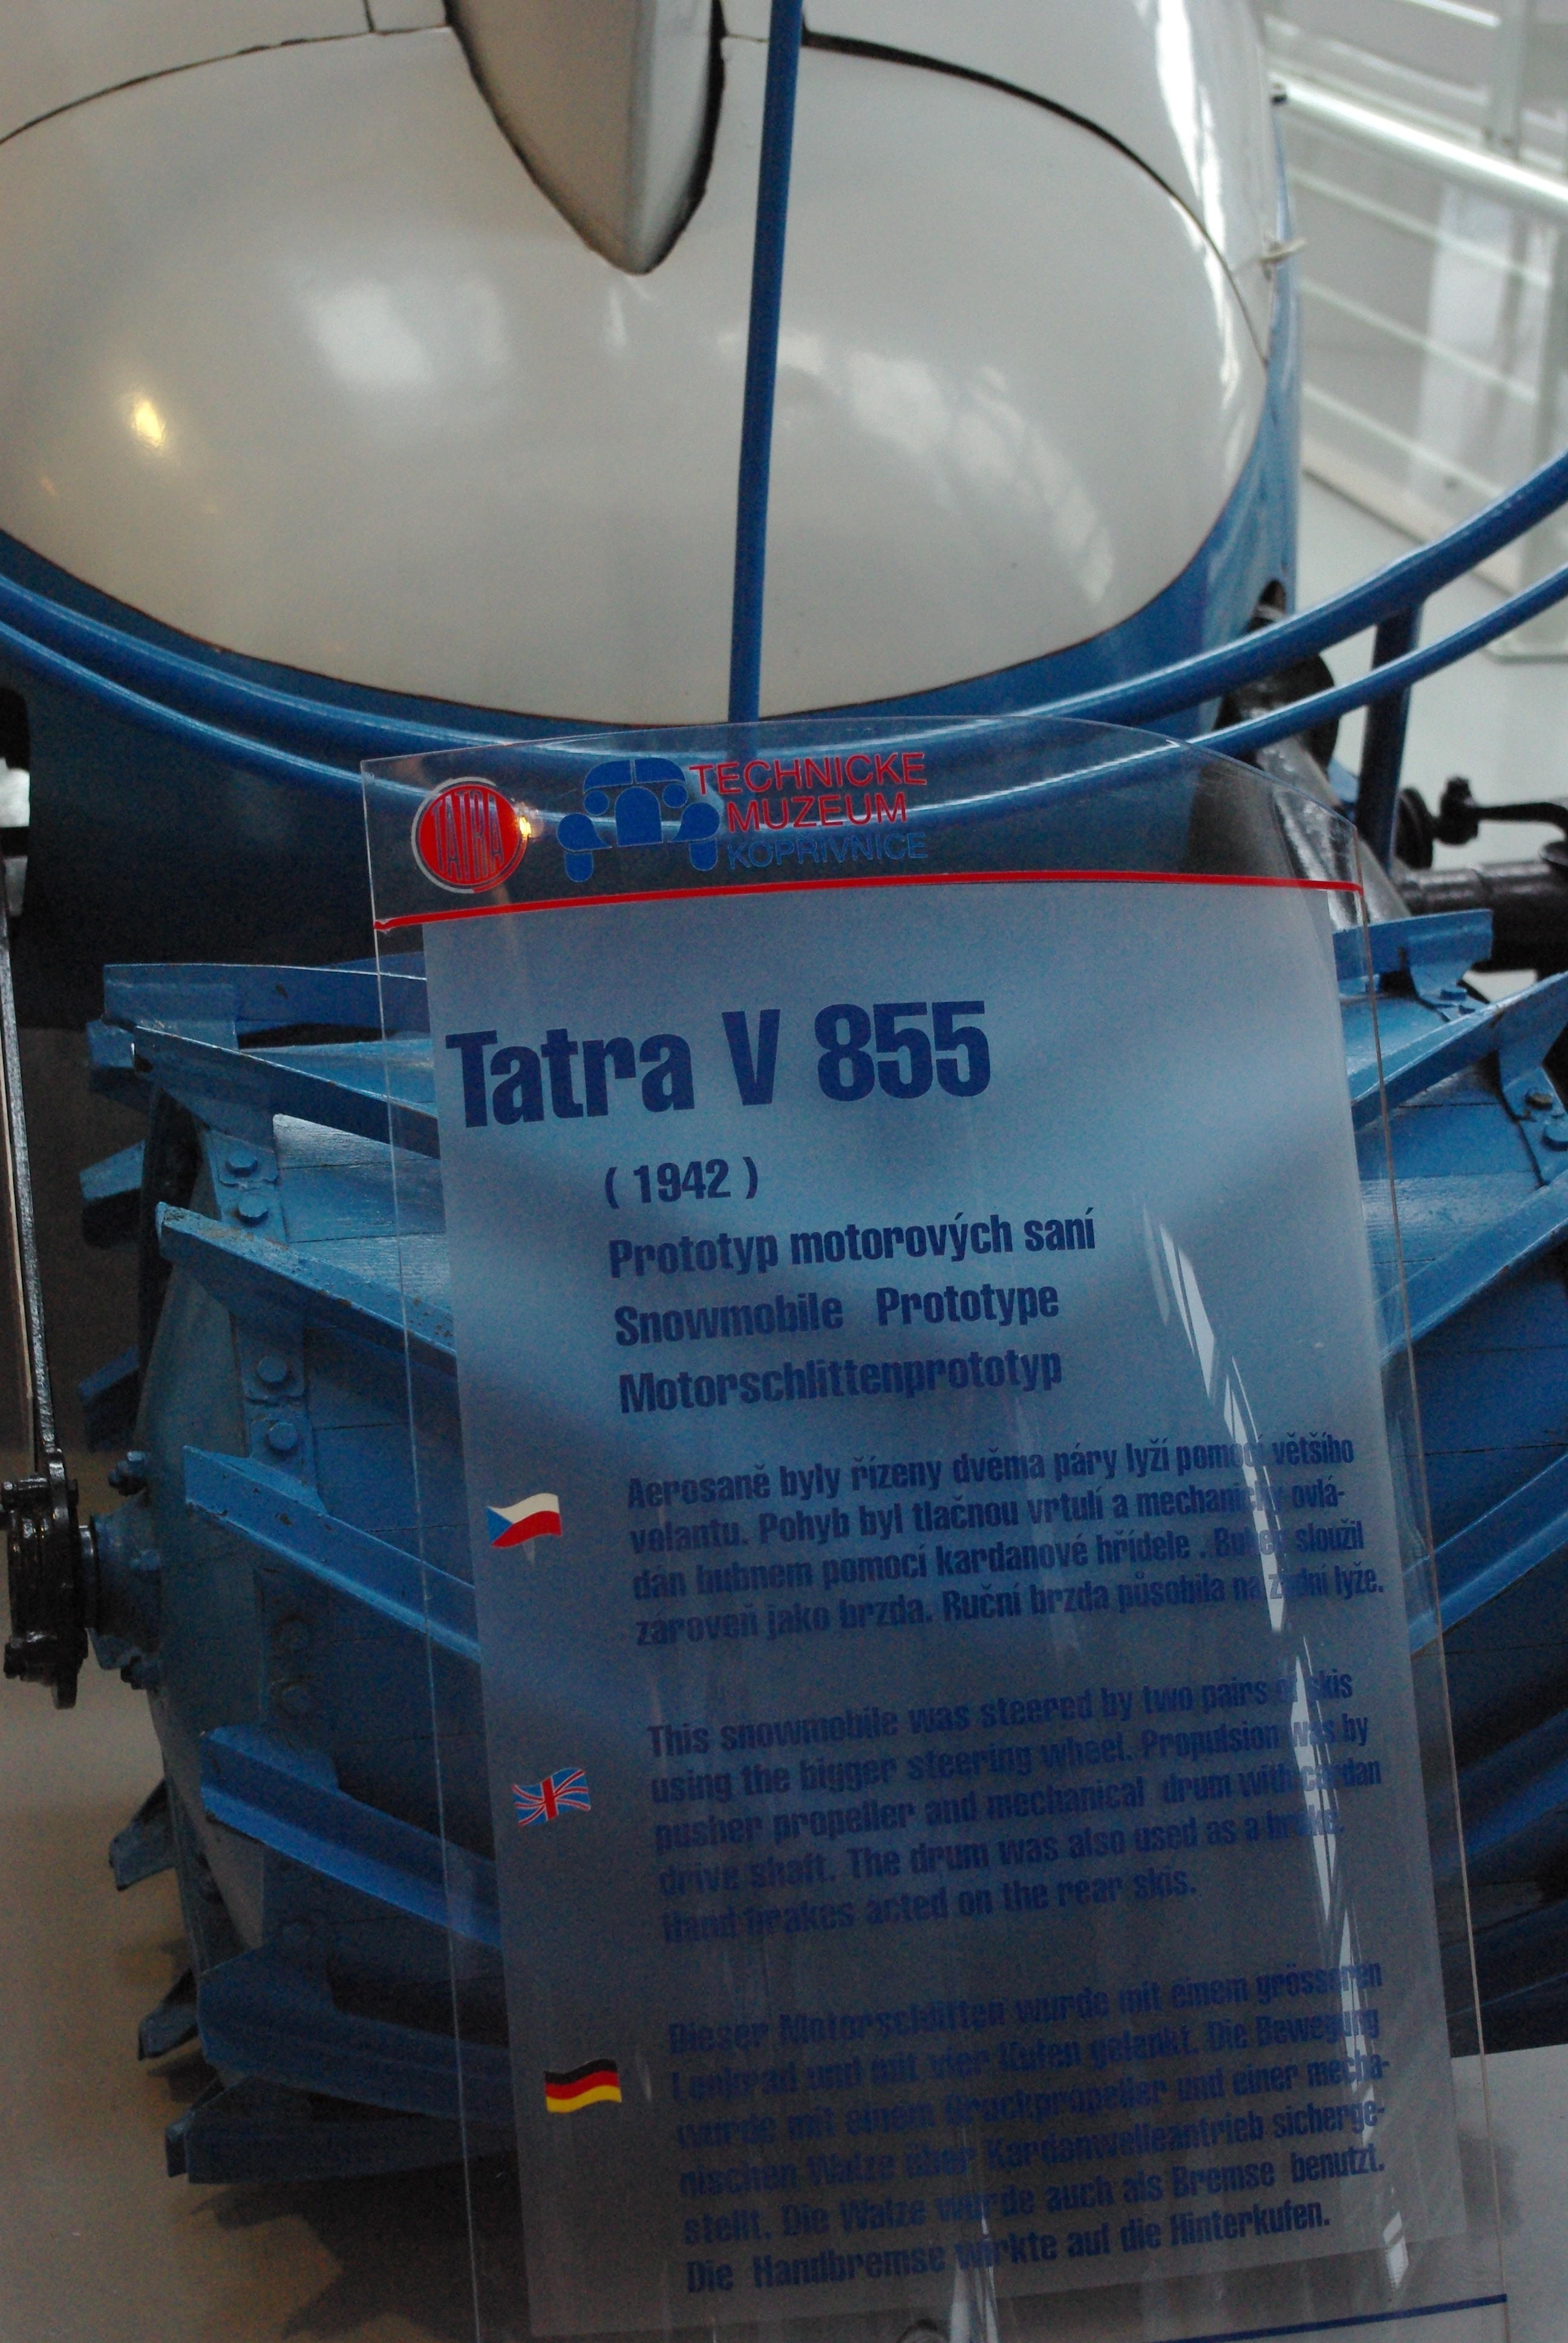 TATRA
TECHNICKE
MUZEUM
KOPRIVNICE
Tatra V 855
( 1942 )
Prototyp motorových saní
Snowmobile Prototype
Motorschlittenprototyp
Aerosaně byly řízeny dvěma páry lyží pomocí většího
volantu. Pohyb byl tlačnou vrtulí a mechanicky ovlá-
dán bubnem pomocí kardanové hřídele . Buben sloužil
zároveň jako brzda. Ruční brzda působila na zadní lyže.
This snowmobile was steered by two pairs of skis
using the bigger steering wheel. Propulsion was by
pusher propeller and mechanical drum with cardan
drive shaft. The drum was also used as a brake.
Hand brakes acted on the rear skis.
Dieser Motorschlitten wurde mit einem grösseren
Lenkrad und mit vier Kufen gelenkt. Die Bewegung
wurde mit einem Druckpropeller und einer mecha-
nischen Walze über Kardanwelleantrieb sicherge-
stellt. Die Walze wurde auch als Bremse benutzt.
Die Handbremse wirkte auf die Hinterkufen.